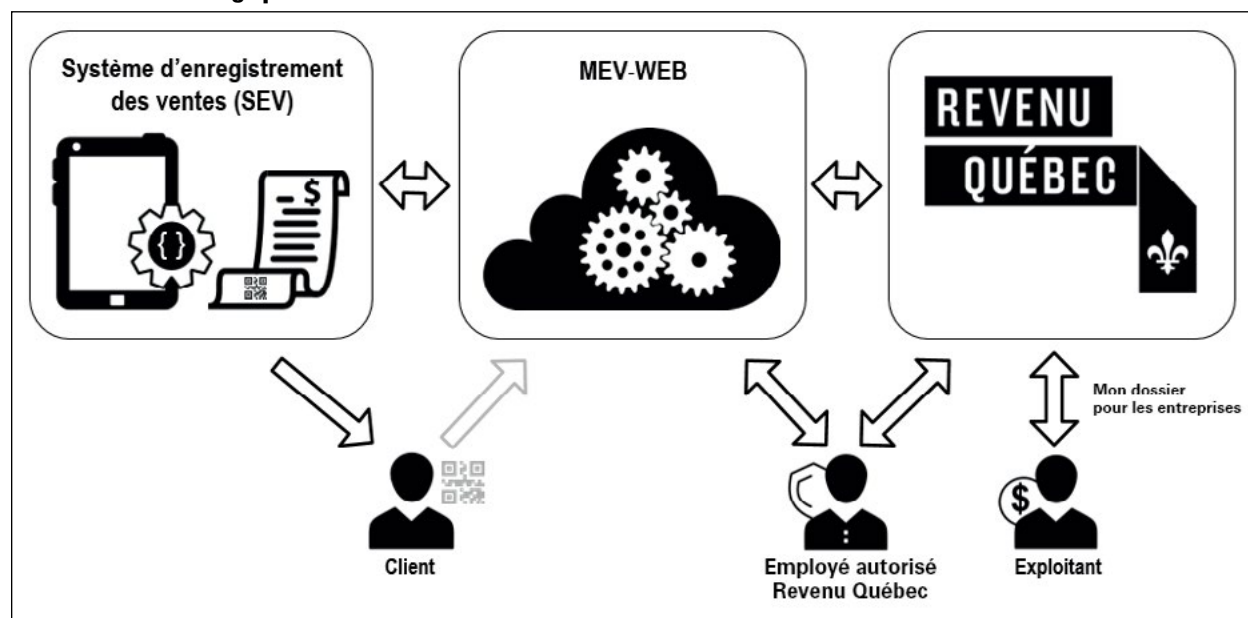 Système d'enregistrement
des ventes (SEV)
MEV-WEB
REVENU
QUÉBEC
$
{}
Mon dossier
pour les entreprises
$
Client
Employé autorisé
Revenu Québec
Exploitant